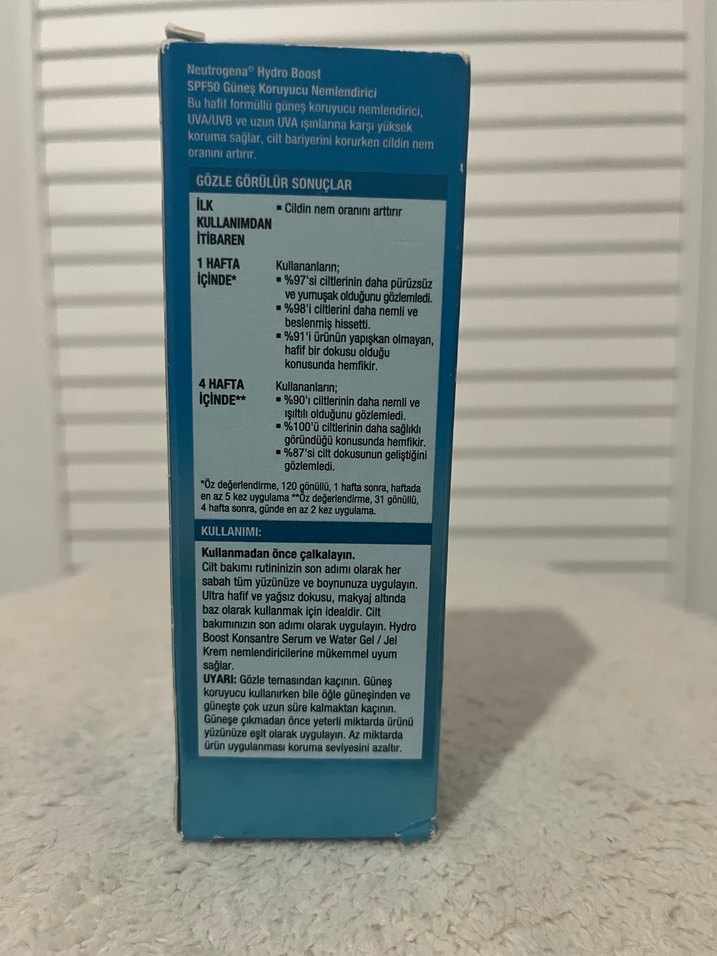 Neutrogena® Hydro Boost
SPF50 Güneş Koruyucu Nemlendirici
Bu hafif formüllü güneş koruyucu nemlendirici,
UVA/UVB ve uzun UVA ışınlarına karşı yüksek
koruma sağlar, cilt bariyerini korurken cildin nem
oranını artırır.
GÖZLE GÖRÜLÜR SONUÇLAR
İLK
KULLANIMDAN
İTİBAREN
▪ Cildin nem oranını arttırır
1 HAFTA
İÇİNDE*
Kullananların;
▪ %97'si ciltlerinin daha pürüzsüz
ve yumuşak olduğunu gözlemledi.
▪ %98'i ciltlerini daha nemli ve
beslenmiş hissetti.
▪ %91'i ürünün yapışkan olmayan,
hafif bir dokusu olduğu
konusunda hemfikir.
4 HAFTA
İÇİNDE**
Kullananların;
▪ %90'ı ciltlerinin daha nemli ve
ışıltılı olduğunu gözlemledi.
▪ %100'ü ciltlerinin daha sağlıklı
göründüğü konusunda hemfikir.
▪ %87'si cilt dokusunun geliştiğini
gözlemledi.
*Öz değerlendirme, 120 gönüllü, 1 hafta sonra, haftada
en az 5 kez uygulama **Öz değerlendirme, 31 gönüllü,
4 hafta sonra, günde en az 2 kez uygulama.
KULLANIMI:
Kullanmadan önce çalkalayın.
Cilt bakımı rutininizin son adımı olarak her
sabah tüm yüzünüze ve boynunuza uygulayın.
Ultra hafif ve yağsız dokusu, makyaj altında
baz olarak kullanmak için idealdir. Cilt
bakımınızın son adımı olarak uygulayın. Hydro
Boost Konsantre Serum ve Water Gel / Jel
Krem nemlendiricilerine mükemmel uyum
sağlar.
UYARI: Gözle temasından kaçının. Güneş
koruyucu kullanırken bile öğle güneşinden ve
güneşte çok uzun süre kalmaktan kaçının.
Güneşe çıkmadan önce yeterli miktarda ürünü
yüzünüze eşit olarak uygulayın. Az miktarda
ürün uygulanması koruma seviyesini azaltır.